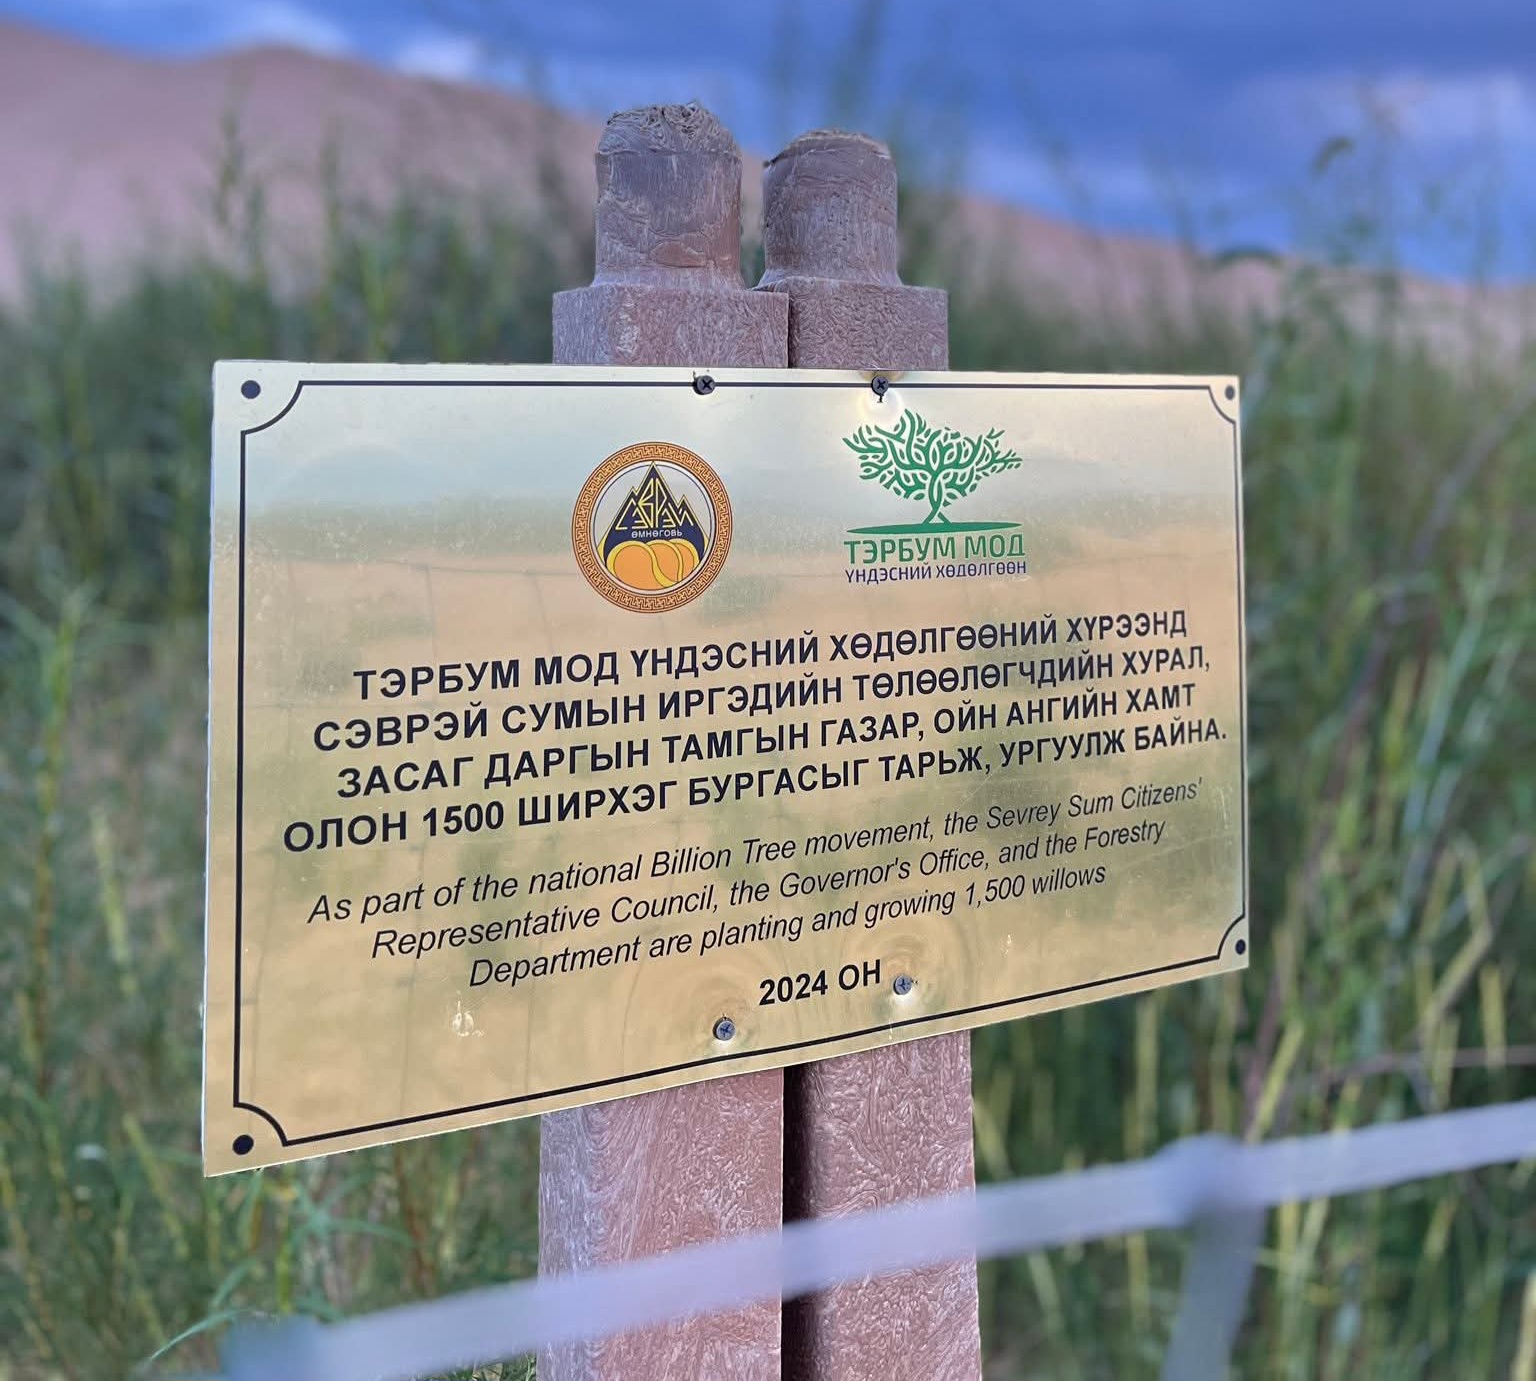 СЭВРЭЙ
ӨМНӨГОВЬ
ТЭРБУМ МОД
ҮНДЭСНИЙ ХӨДӨЛГӨӨН
ТЭРБУМ МОД ҮНДЭСНИЙ ХӨДӨЛГӨӨНИЙ ХҮРЭЭНД
СЭВРЭЙ СУМЫН ИРГЭДИЙН ТӨЛӨӨЛӨГЧДИЙН ХУРАЛ,
ЗАСАГ ДАРГЫН ТАМГЫН ГАЗАР, ОЙН АНГИЙН ХАМТ
ОЛОН 1500 ШИРХЭГ БУРГАСЫГ ТАРЬЖ, УРГУУЛЖ БАЙНА.
As part of the national Billion Tree movement, the Sevrey Sum Citizens'
Representative Council, the Governor's Office, and the Forestry
Department are planting and growing 1,500 willows
2024 ОН